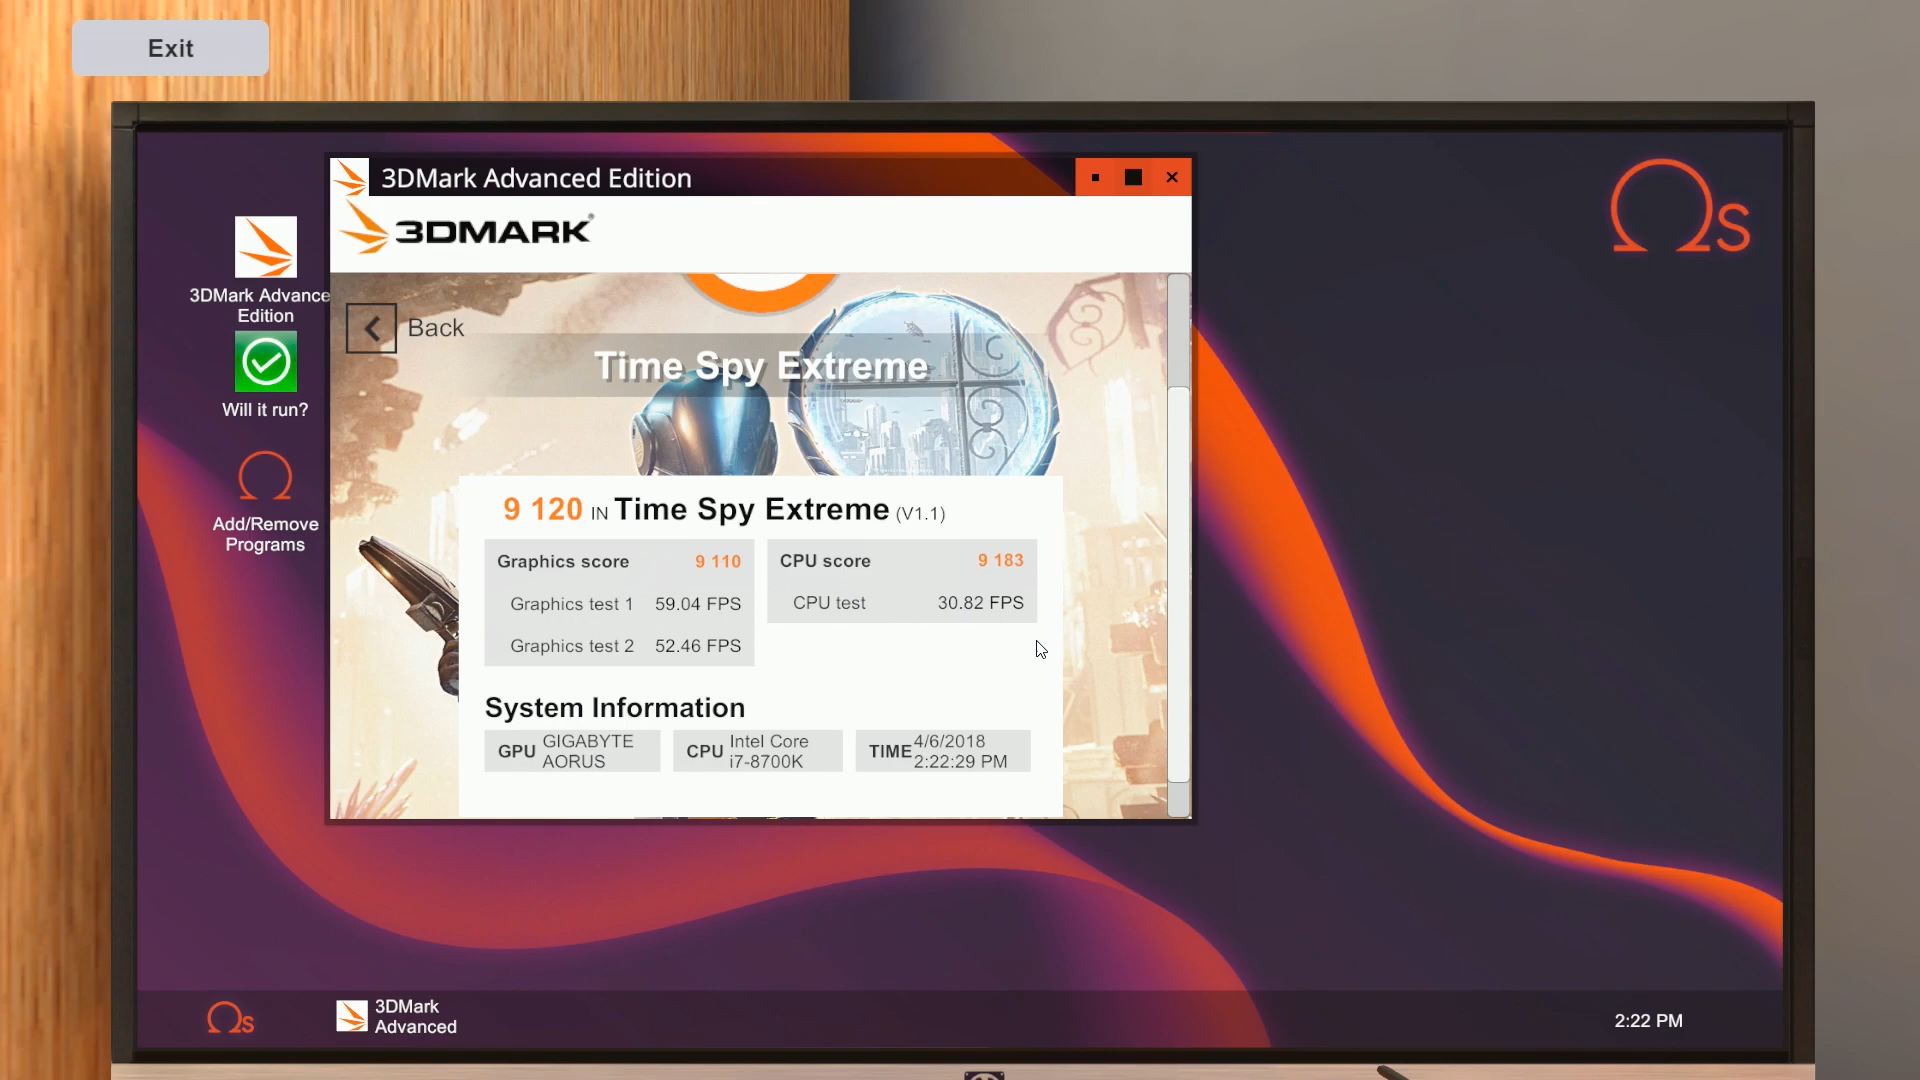 Exit
3DMark Advanced Edition
3DMARK
Back
Time Spy Extreme
9 120 IN Time Spy Extreme (V1.1)
Graphics score 9 110
Graphics test 1 59.04 FPS
Graphics test 2 52.46 FPS
CPU score 9 183
CPU test 30.82 FPS
System Information
GPU GIGABYTE
AORUS
CPU Intel Core
i7-8700K
TIME 4/6/2018
2:22:29 PM
3DMark Advance
Edition
Will it run?
Add/Remove
Programs
Ωs
Ωs
3DMark
Advanced
2:22 PM